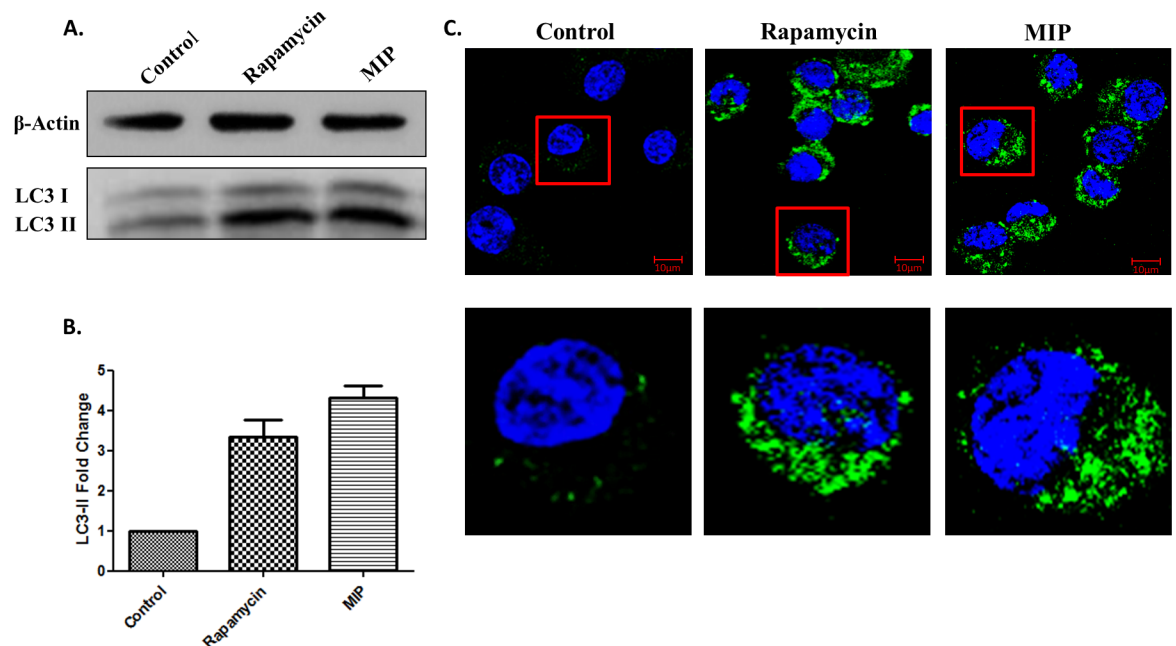 A.
Control
Rapamycin
MIP
β-Actin
LC3 I
LC3 II
B.
LC3-II Fold Change
5
4
3
2
1
0
Control
Rapamycin
MIP
C.
Control
Rapamycin
MIP
10µm
10µm
10µm